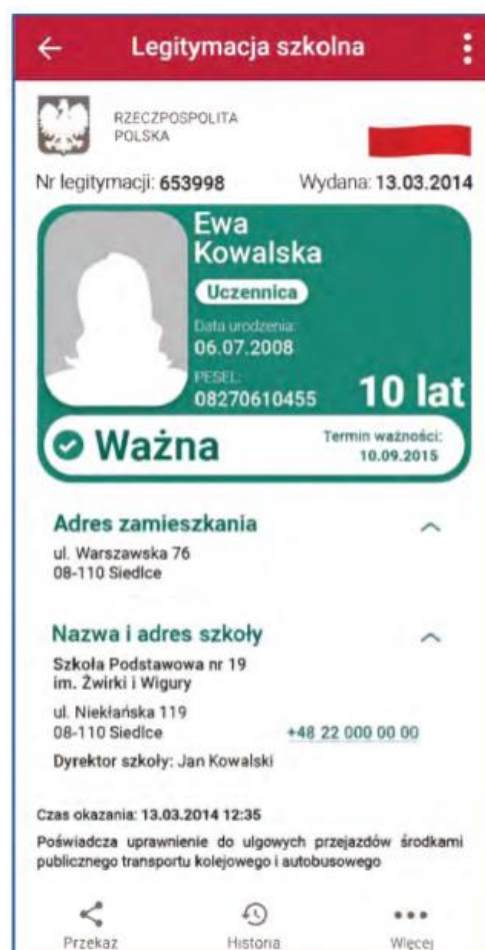 Legitymacja szkolna
RZECZPOSPOLITA
POLSKA
Nr legitymacji: 653998 Wydana: 13.03.2014
Ewa
Kowalska
Uczennica
Data urodzenia:
06.07.2008
PESEL:
08270610455 10 lat
Ważna
Termin ważności:
10.09.2015
Adres zamieszkania
ul. Warszawska 76
08-110 Siedlce
Nazwa i adres szkoły
Szkoła Podstawowa nr 19
im. Żwirki i Wigury
ul. Niekłańska 119
08-110 Siedlce +48 22 000 00 00
Dyrektor szkoły: Jan Kowalski
Czas okazania: 13.03.2014 12:35
Poświadcza uprawnienie do ulgowych przejazdów środkami
publicznego transportu kolejowego i autobusowego
Przekaż Historia Więcej